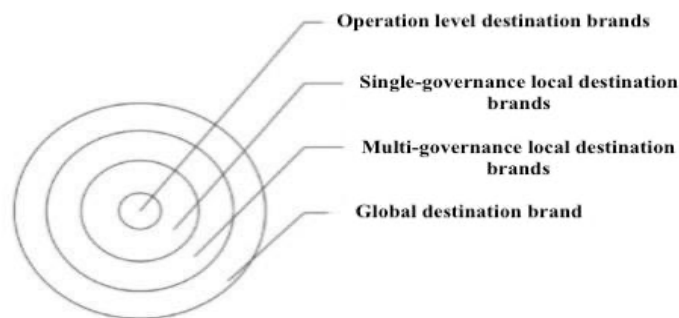 Operation level destination brands
Single-governance local destination
brands
Multi-governance local destination
brands
Global destination brand